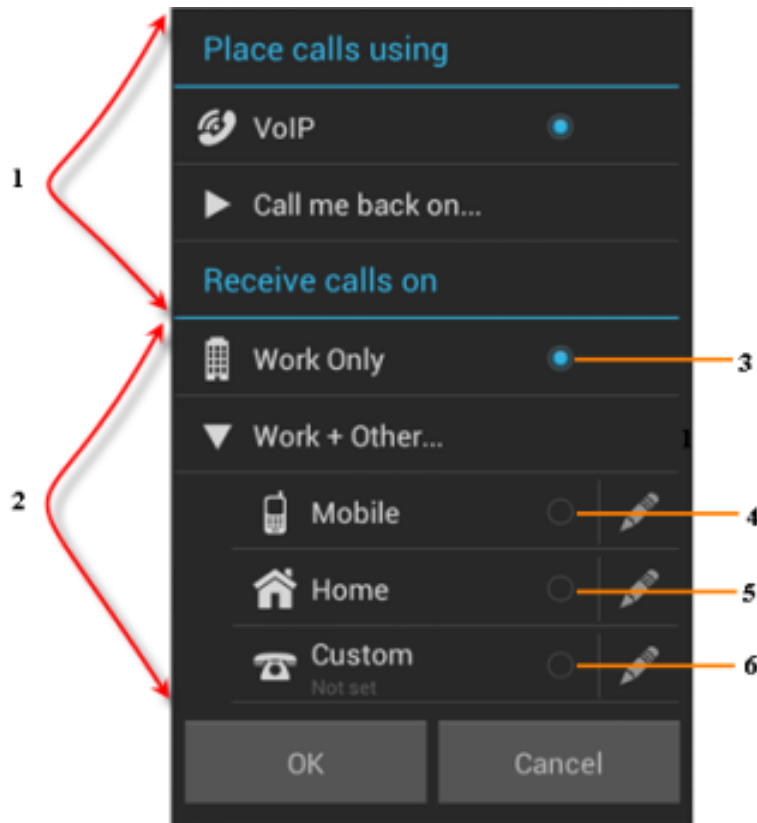 Place calls using
1
VoIP
Call me back on...
Receive calls on
Work Only
3
Work + Other...
1
2
Mobile
4
Home
5
Custom
6
Not set
OK
Cancel